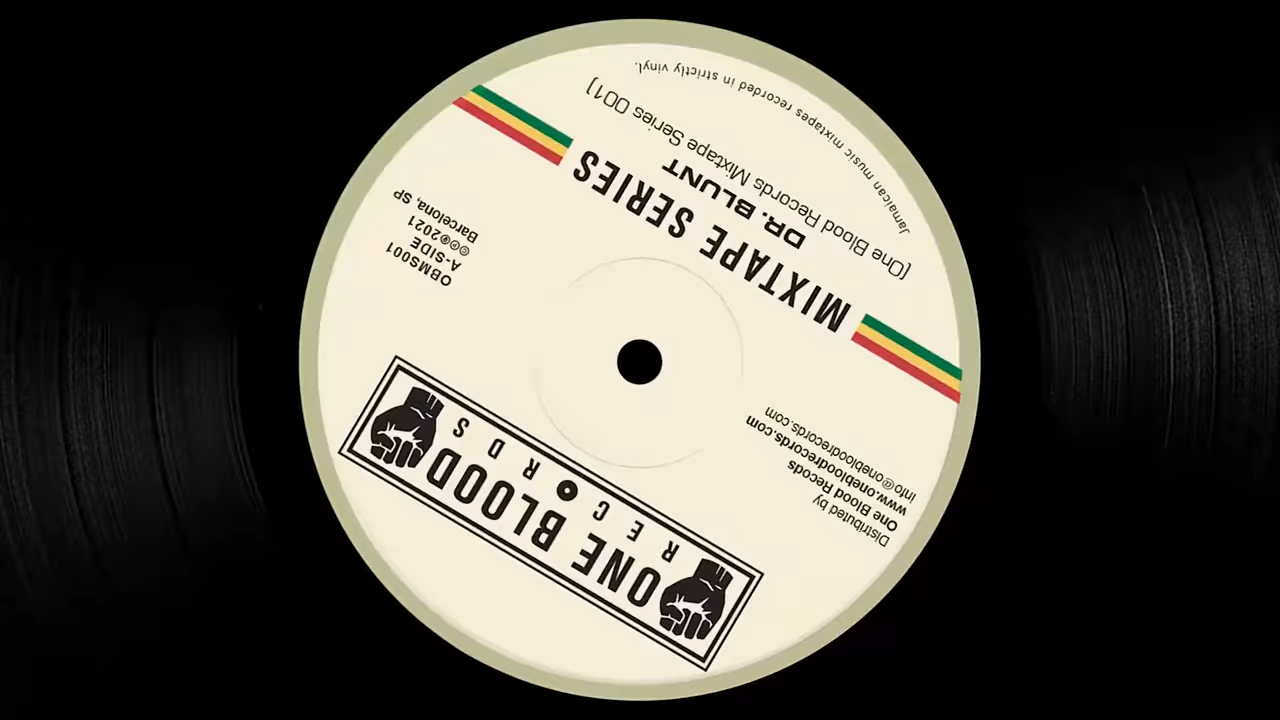 ONE BLOOD
RECORDS
Distributed by
One Blood Recods
www.onebloodrecords.com
info@onebloodrecords.com
OBMS001
A-SIDE
©©℗2021
Barcelona, SP
MIXTAPE SERIES
DR. BLUNT
[One Blood Records Mixtape Series 001]
Jamaican music mixtapes recorded in strictly vinyl.